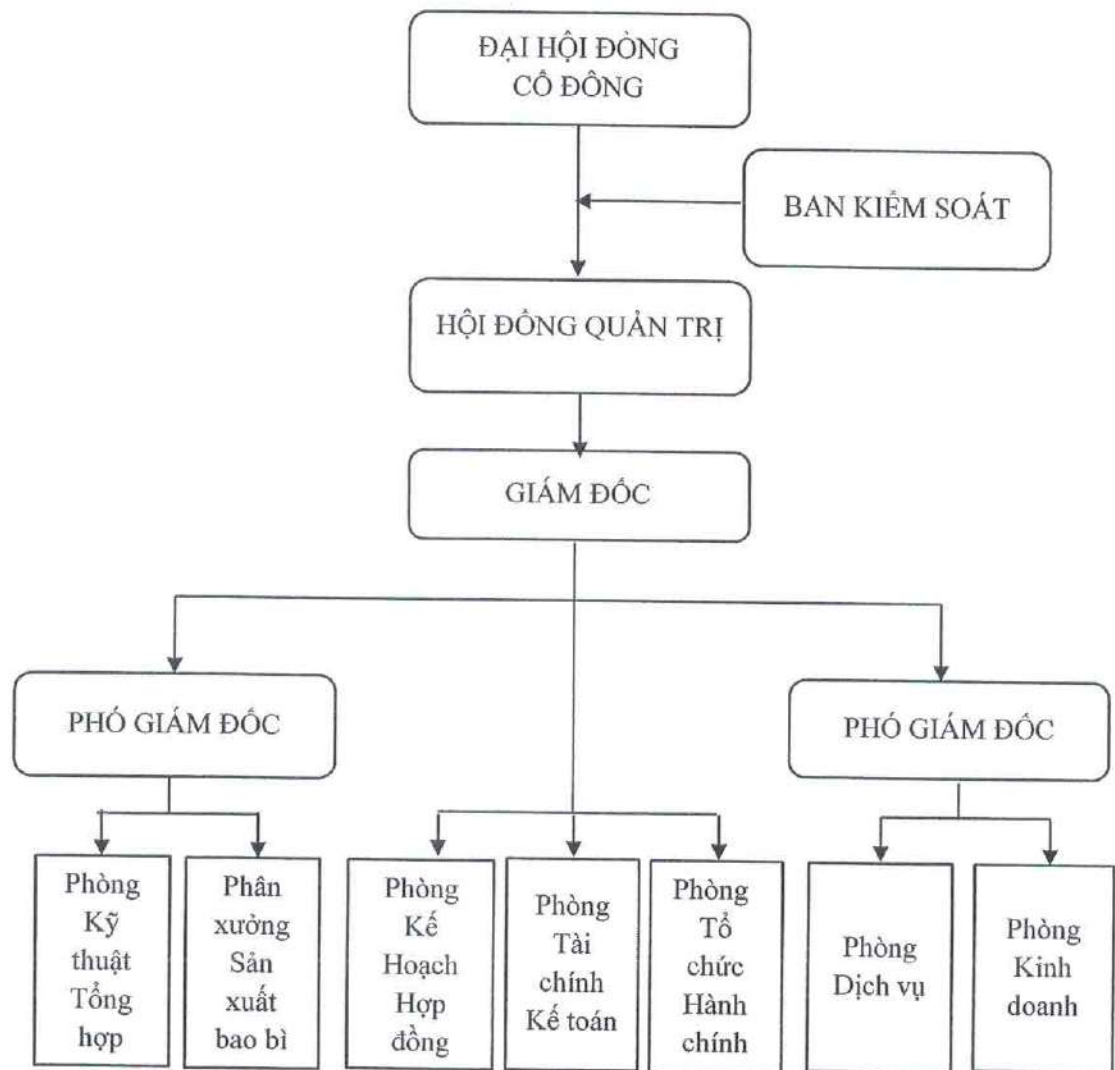 ĐẠI HỘI ĐỒNG
CỔ ĐÔNG
BAN KIỂM SOÁT
HỘI ĐỒNG QUẢN TRỊ
GIÁM ĐỐC
PHÓ GIÁM ĐỐC
PHÓ GIÁM ĐỐC
Phòng
Kỹ
thuật
Tổng
hợp
Phân
xưởng
Sản
xuất
bao bì
Phòng
Kế
Hoạch
Hợp
đồng
Phòng
Tài
chính
Kế toán
Phòng
Tổ
chức
Hành
chính
Phòng
Dịch vụ
Phòng
Kinh
doanh